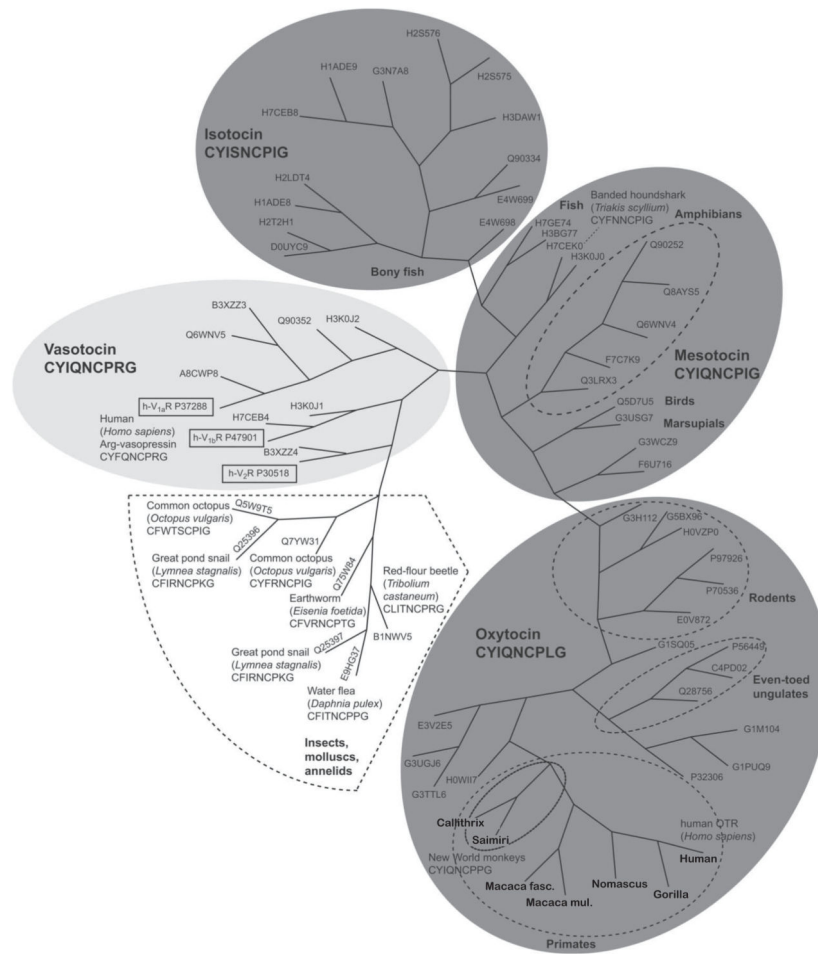 H2S576
H1ADE9
G3N7A8
H2S575
H7CEB8
H3DAW1
Isotocin
CYISNCPIG
Q90334
H2LDT4
E4W699
H1ADE8
H2T2H1
E4W698
D0UYC9
Bony fish
Fish
Banded houndshark
(Triakis scyllium)
CYFNNCPIG
Amphibians
H7GE74
H3BG77
H7CEK0
H3K0J0
Q90252
Q8AYS5
Q6WNV4
Mesotocin
CYIQNCPIG
F7C7K9
Q3LRX3
Birds
Q5D7U5
Marsupials
G3USG7
G3WCZ9
F6U716
B3XZZ3
Q90352
H3K0J2
Q6WNV5
Vasotocin
CYIQNCPRG
A8CWP8
h-V1aR P37288
H3K0J1
Human
(Homo sapiens)
Arg-vasopressin
CYFQNCPRG
H7CEB4
h-V1bR P47901
B3XZZ4
h-V2R P30518
Common octopus
(Octopus vulgaris)
CFWTSCPIG
Q5W9T5
Great pond snail
(Lymnea stagnalis)
CFIRNCPKG
Q25396
Q7YW31
Common octopus
(Octopus vulgaris)
CYFRNCPIG
Q75W84
Earthworm
(Eisenia foetida)
CFVRNCPTG
Red-flour beetle
(Tribolium
castaneum)
CLITNCPRG
B1NWV5
Great pond snail
(Lymnea stagnalis)
CFIRNCPKG
Q25397
E9HG37
Water flea
(Daphnia pulex)
CFITNCPPG
Insects,
molluscs,
annelids
G3H112
G5BX96
H0VZP0
P97926
P70536
Rodents
E0V872
Oxytocin
CYIQNCPLG
G1SQ05
P56449
C4PD02
Even-toed
ungulates
Q28756
E3V2E5
G1M104
G3UGJ6
H0WII7
G1PUQ9
G3TTL6
P32306
Callithrix
Saimiri
New World monkeys
CYIQNCPPG
human OTR
(Homo sapiens)
Human
Macaca fasc.
Macaca mul.
Nomascus
Gorilla
Primates